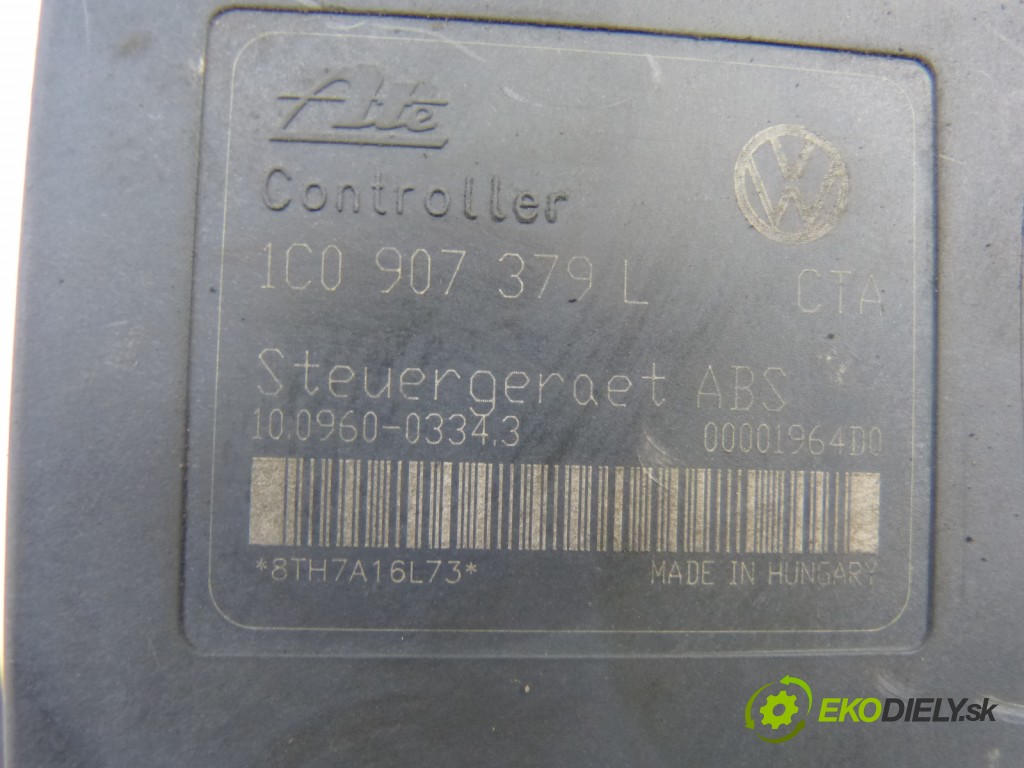 Ate
Controller
1C0 907 379 L CTA
Steuergeraet ABS
10.0960-0334.3 00001964D0
*8TH7A16L73* MADE IN HUNGARY
EKODIELY.sk